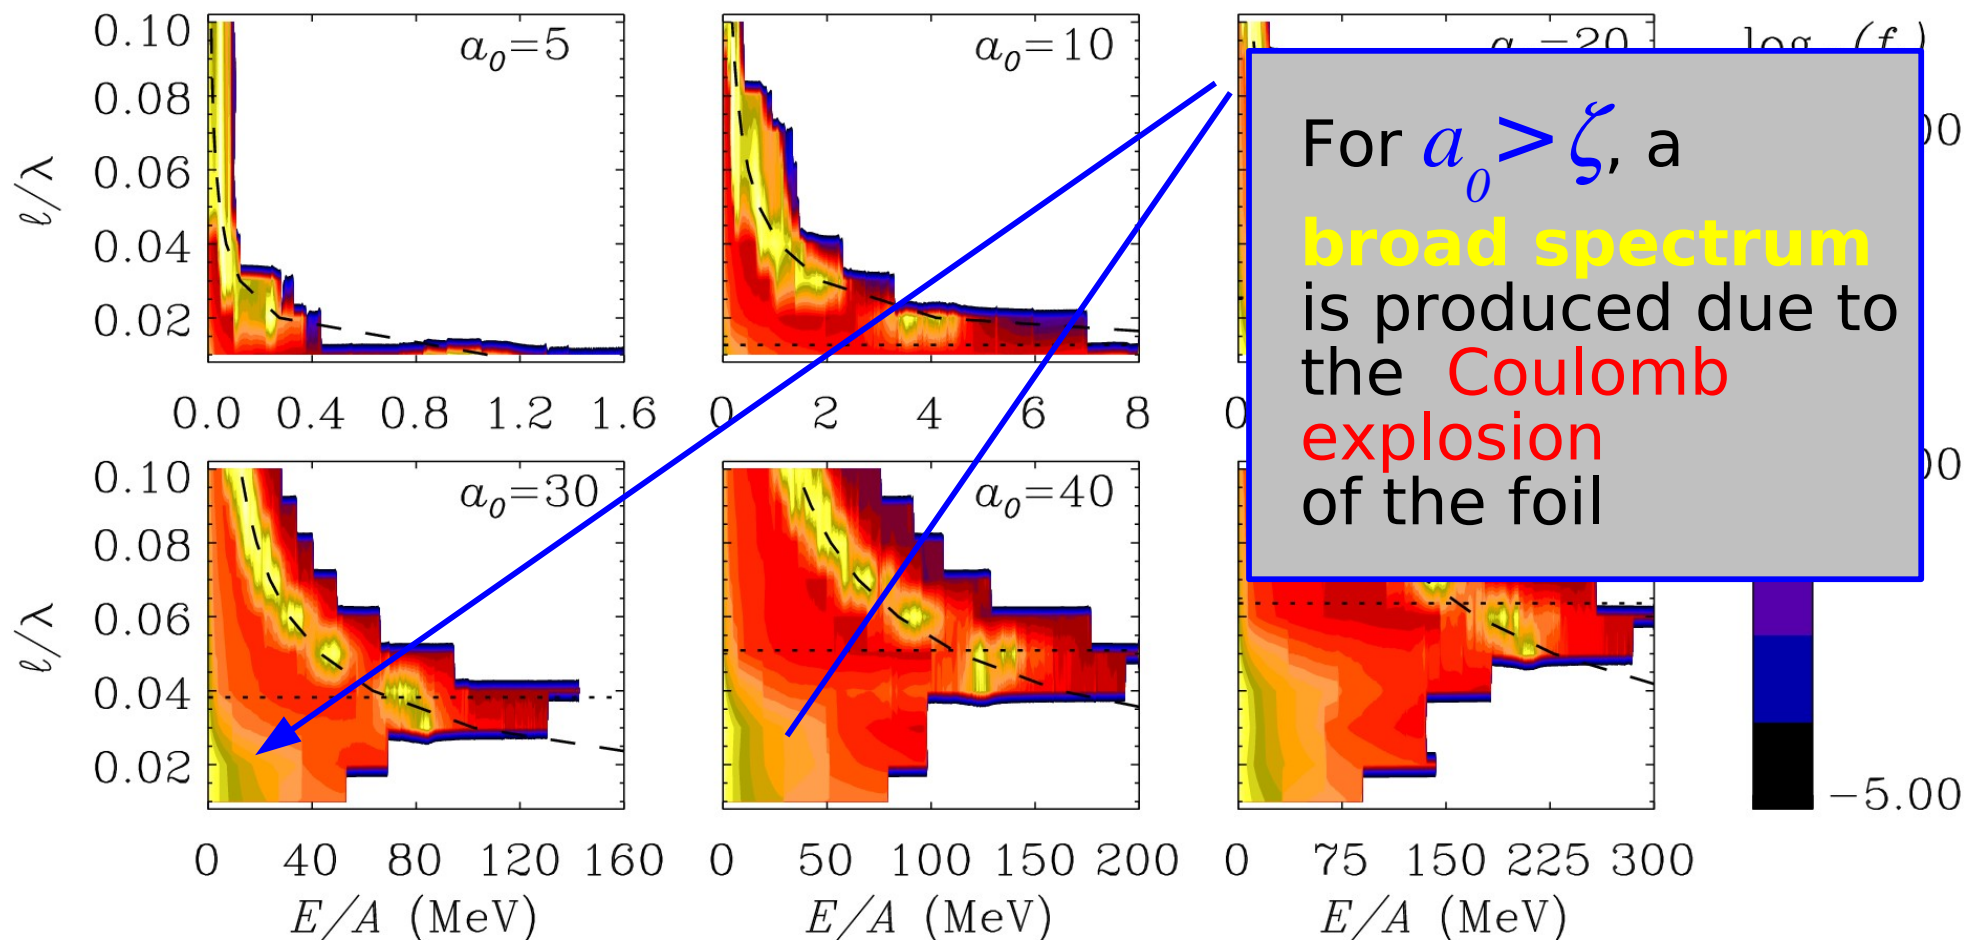 a0=5
a0=10
ℓ/λ
0.10
0.08
0.06
0.04
0.02
0.0 0.4 0.8 1.2 1.6
0 2 4 6 8
For a0 > ζ, a
broad spectrum
is produced due to
the Coulomb
explosion
of the foil
a0=30
a0=40
ℓ/λ
0.10
0.08
0.06
0.04
0.02
0 40 80 120 160
0 50 100 150 200
0 75 150 225 300
E/A (MeV)
E/A (MeV)
E/A (MeV)
−5.00